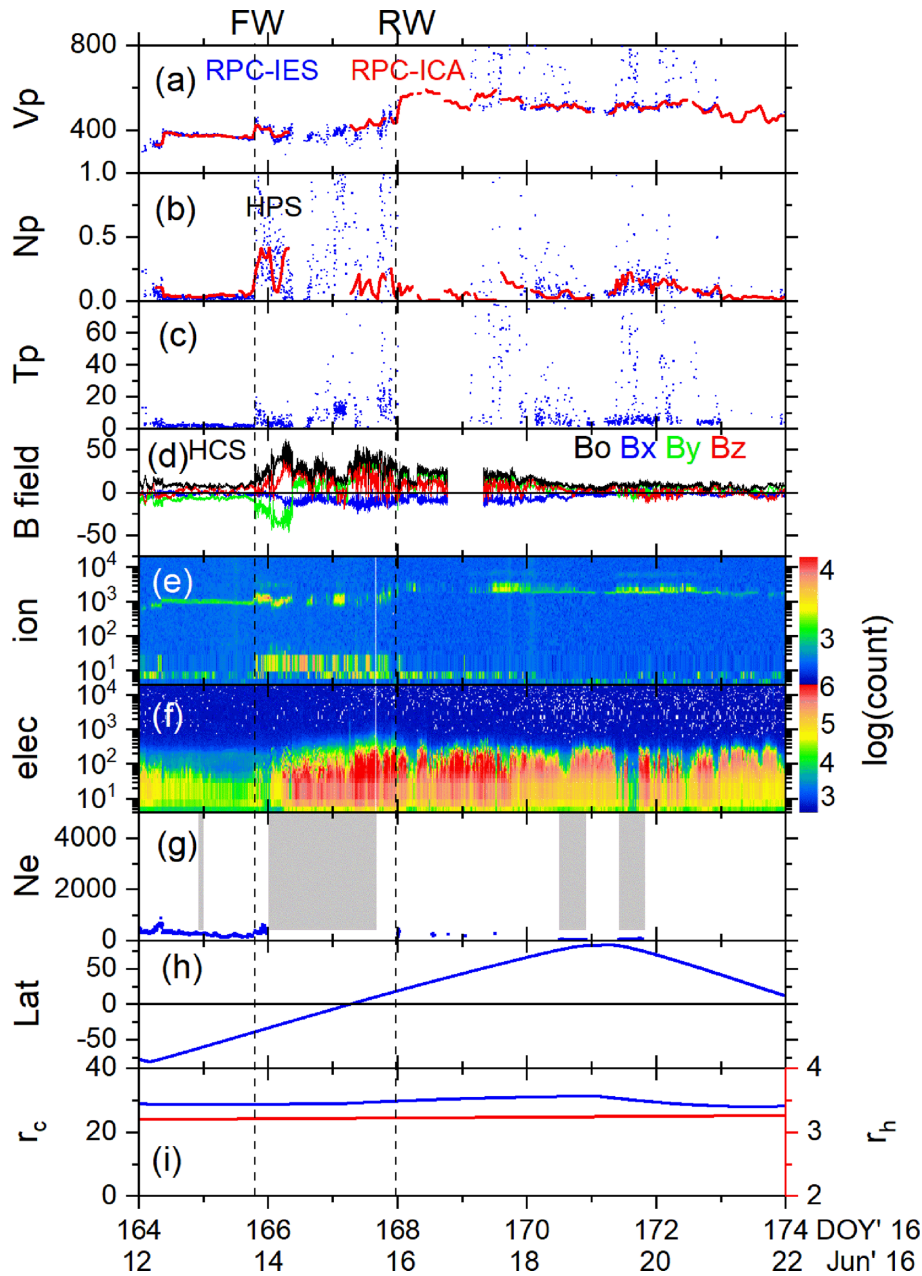 FW RW
800 (a) RPC-IES RPC-ICA
Vp 400
1.0 (b) HPS
Np 0.5
0.0
60 (c)
Tp 40
20
0
50 (d) HCS Bo Bx By Bz
B field 0
-50
10⁴ (e) 4
ion 10³
10² 3
10¹
10⁴ (f) 6
elec 10³ 5
10² 4
10¹ 3
log(count)
4000 (g)
Ne 2000
0
50 (h)
Lat 0
-50
40 4
r_c 20 3 r_h
0 (i) 2
164 166 168 170 172 174 DOY' 16
12 14 16 18 20 22 Jun' 16